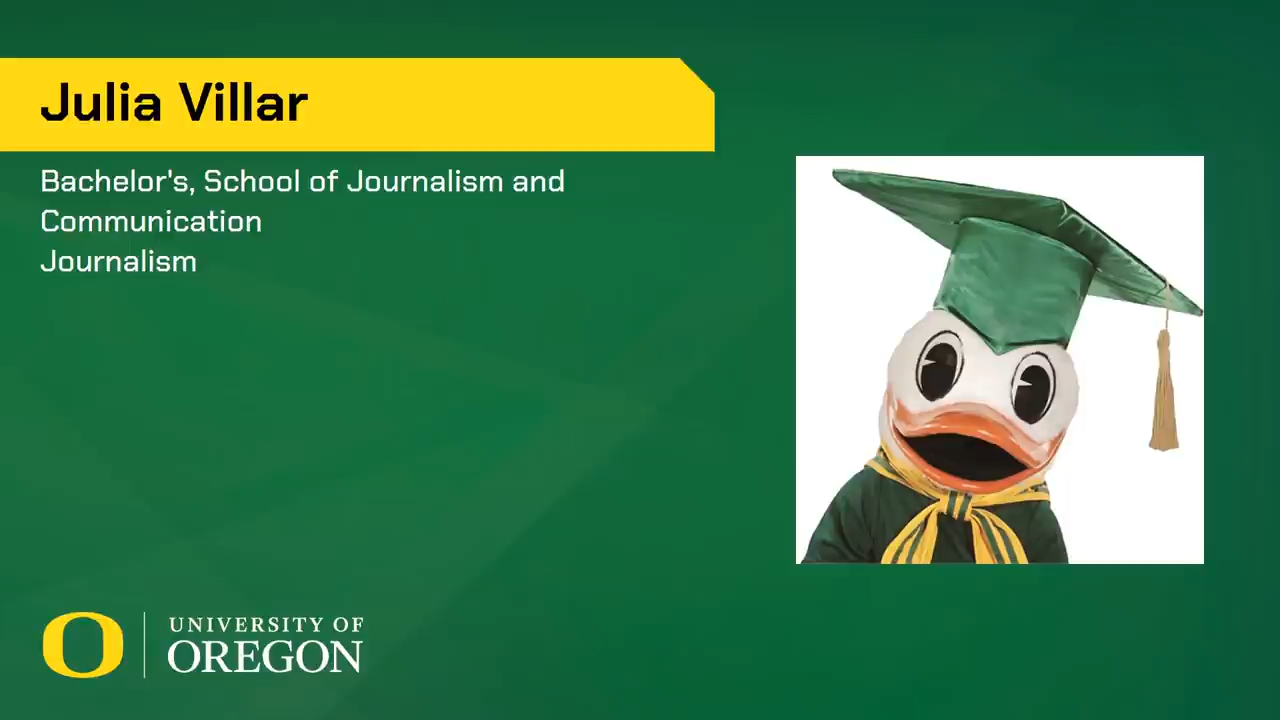 Julia Villar
Bachelor's, School of Journalism and
Communication
Journalism
UNIVERSITY OF
OREGON